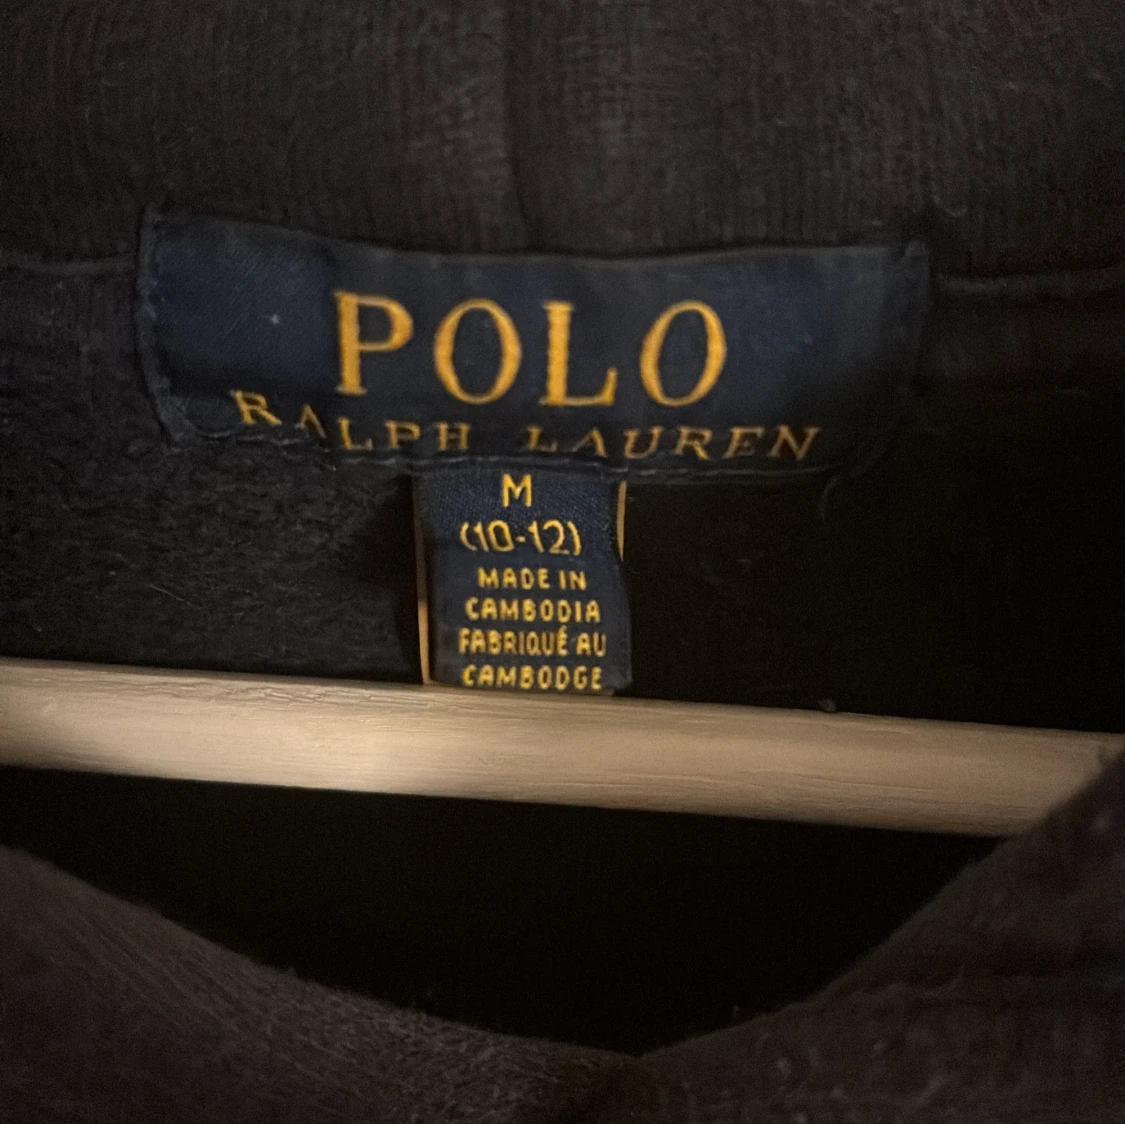 POLO
RALPH LAUREN
M
(10-12)
MADE IN
CAMBODIA
FABRIQUÉ AU
CAMBODGE